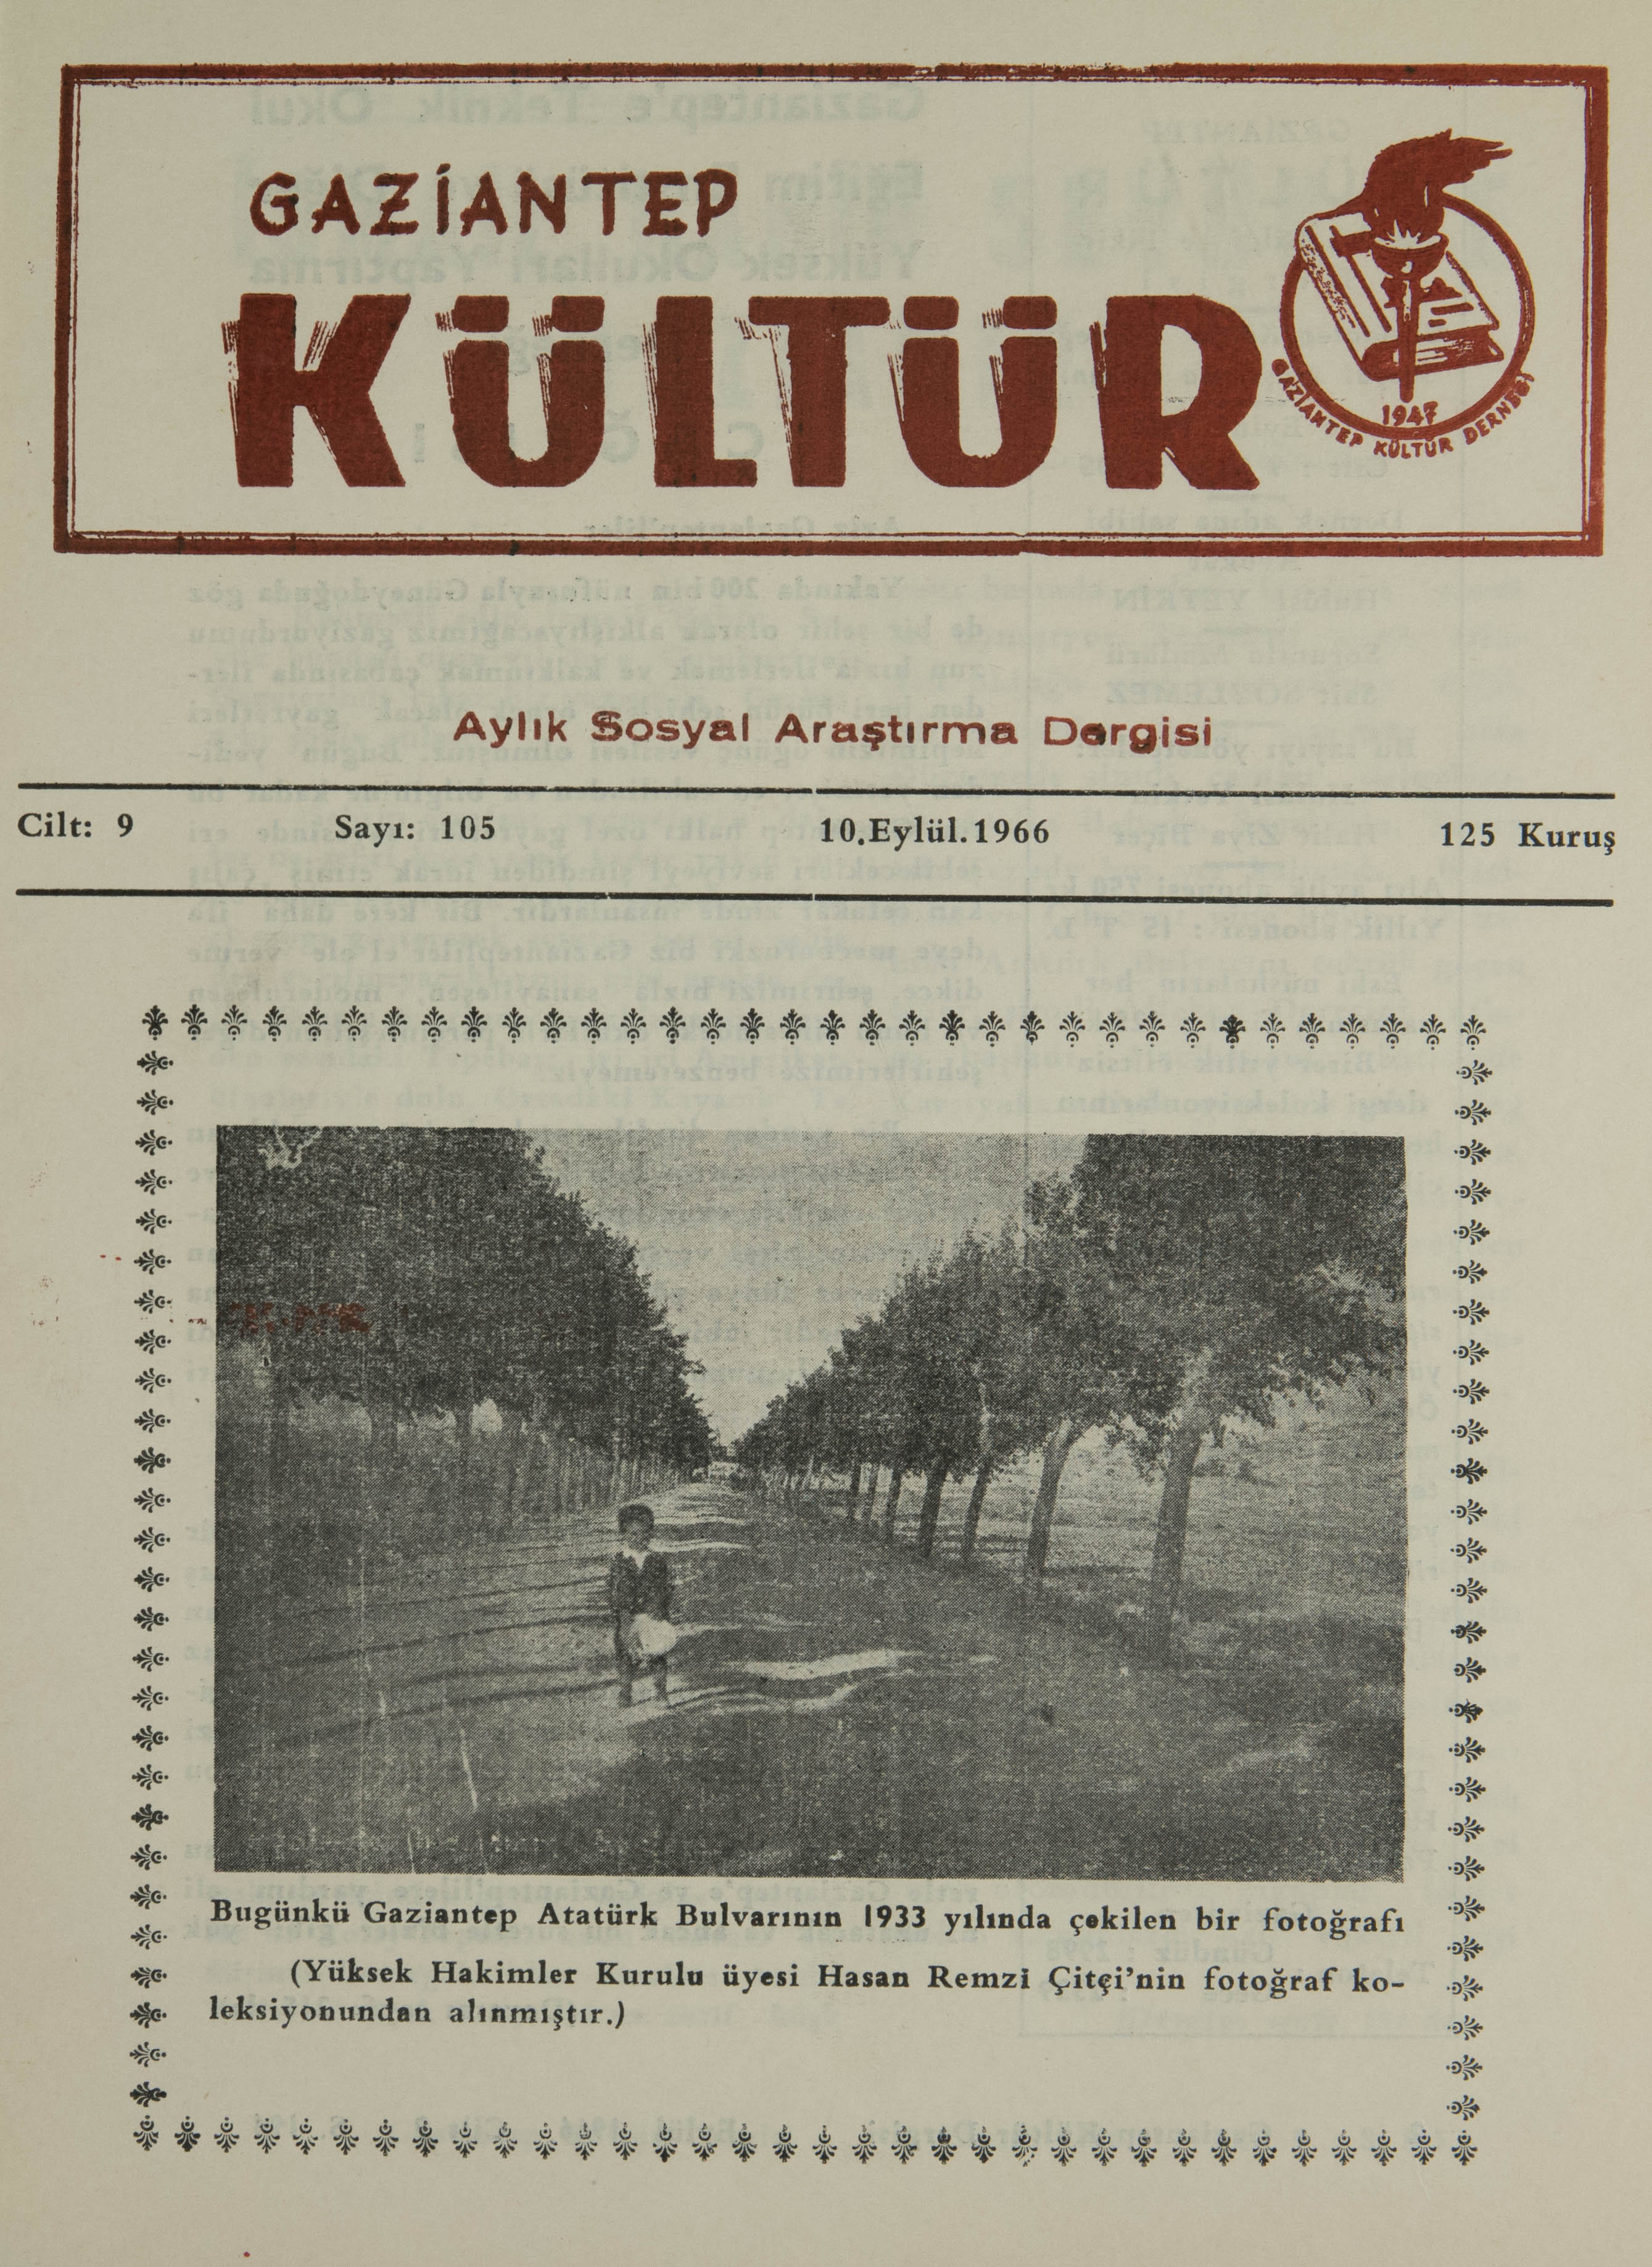 GAZİANTEP
KÜLTÜR
1947
GAZİANTEP KÜLTÜR DERNEĞİ
Aylık Sosyal Araştırma Dergisi
Cilt: 9 Sayı: 105 10.Eylül.1966 125 Kuruş
Bugünkü Gaziantep Atatürk Bulvarının 1933 yılında çekilen bir fotoğrafı
(Yüksek Hakimler Kurulu üyesi Hasan Remzi Çitçi'nin fotoğraf ko-
leksiyonundan alınmıştır.)